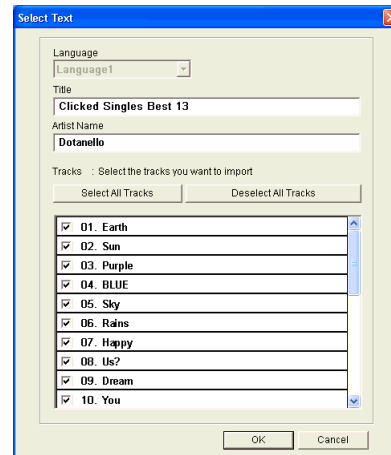 Select Text
Language
Language1
Title
Clicked Singles Best 13
Artist Name
Dotanello
Tracks : Select the tracks you want to import
Select All Tracks
Deselect All Tracks
01. Earth
02. Sun
03. Purple
04. BLUE
05. Sky
06. Rains
07. Happy
08. Us?
09. Dream
10. You
OK
Cancel